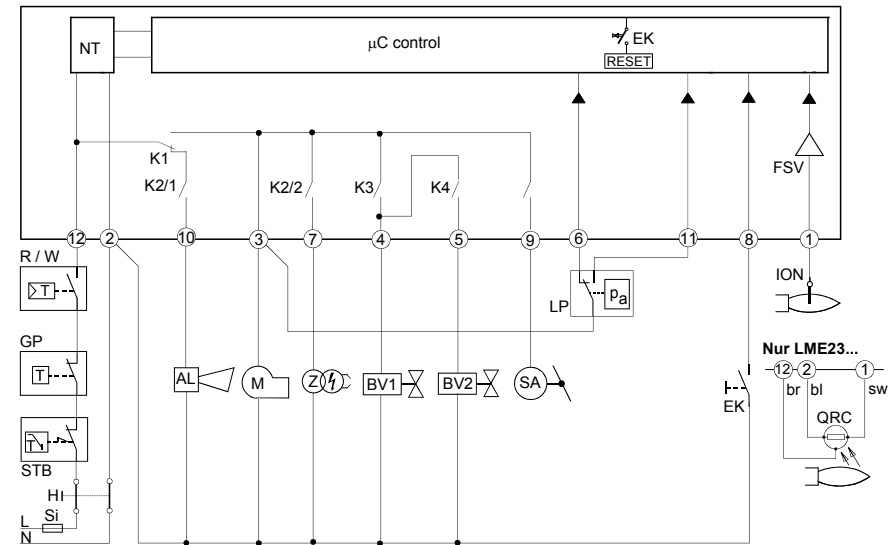 NT
µC control
EK
RESET
FSV
K1
K2/1
K2/2
K3
K4
12
2
10
3
7
4
5
9
6
11
8
1
R / W
T
GP
T
STB
T
H
Si
L
N
AL
M
Z
BV1
BV2
SA
LP
pa
EK
ION
Nur LME23...
12
2
1
br
bl
sw
QRC